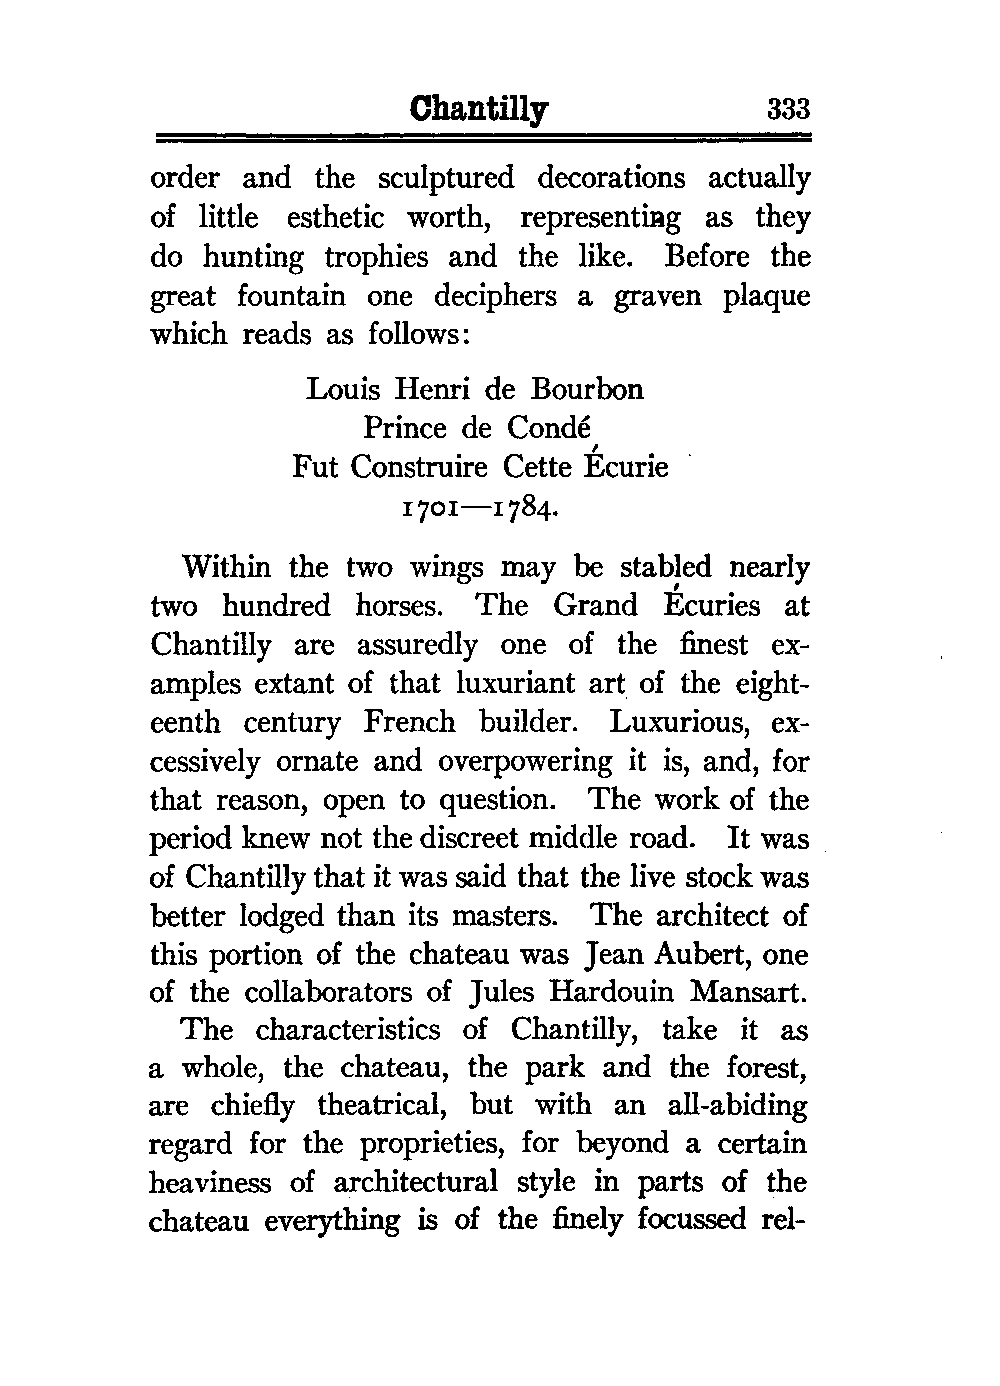 Chantilly 333
order and the sculptured decorations actually
of little esthetic worth, representing as they
do hunting trophies and the like. Before the
great fountain one deciphers a graven plaque
which reads as follows:
Louis Henri de Bourbon
Prince de Condé
Fut Construire Cette Écurie
1701—1784.
Within the two wings may be stabled nearly
two hundred horses. The Grand Écuries at
Chantilly are assuredly one of the finest ex-
amples extant of that luxuriant art of the eight-
eenth century French builder. Luxurious, ex-
cessively ornate and overpowering it is, and, for
that reason, open to question. The work of the
period knew not the discreet middle road. It was
of Chantilly that it was said that the live stock was
better lodged than its masters. The architect of
this portion of the chateau was Jean Aubert, one
of the collaborators of Jules Hardouin Mansart.
The characteristics of Chantilly, take it as
a whole, the chateau, the park and the forest,
are chiefly theatrical, but with an all-abiding
regard for the proprieties, for beyond a certain
heaviness of architectural style in parts of the
chateau everything is of the finely focussed rel-